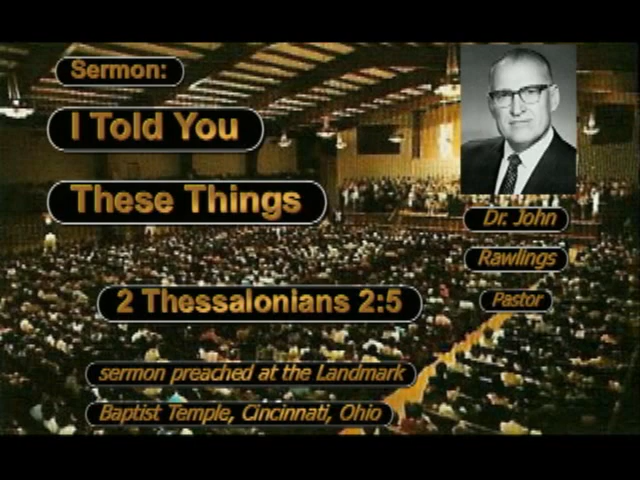 Sermon:
I Told You
These Things
2 Thessalonians 2:5
sermon preached at the Landmark
Baptist Temple, Cincinnati, Ohio
Dr. John
Rawlings
Pastor